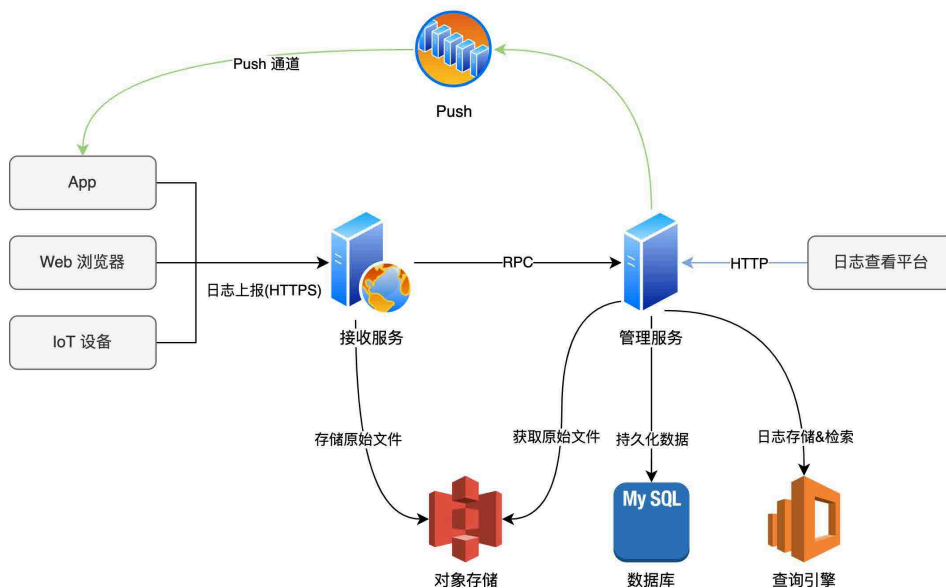 Push 通道
Push
App
Web 浏览器
日志上报(HTTPS)
RPC
HTTP
日志查看平台
IoT 设备
接收服务
管理服务
存储原始文件
获取原始文件
持久化数据
日志存储&检索
My SQL
对象存储
数据库
查询引擎